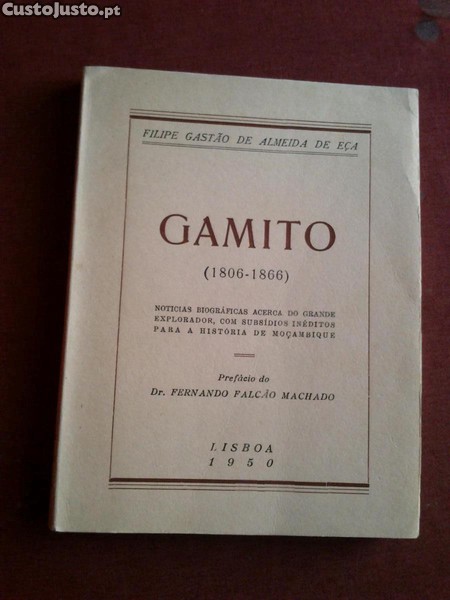 CustoJusto.pt
FILIPE GASTÃO DE ALMEIDA DE EÇA
GAMITO
(1806-1866)
NOTICIAS BIOGRÁFICAS ACERCA DO GRANDE
EXPLORADOR, COM SUBSÍDIOS INÉDITOS
PARA A HISTÓRIA DE MOÇAMBIQUE
Prefácio do
Dr. FERNANDO FALCÃO MACHADO
LISBOA
1950